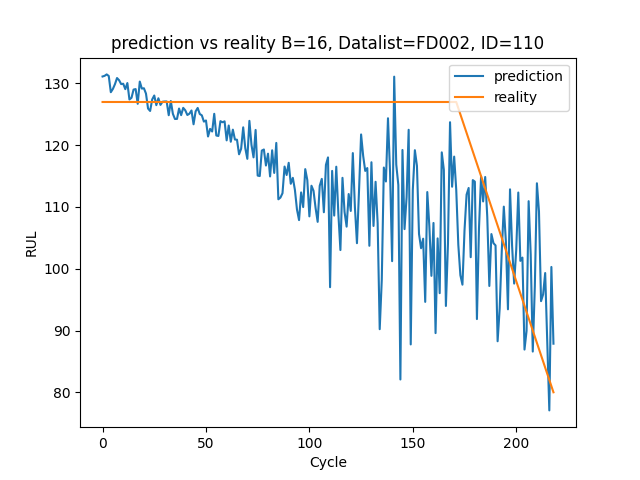 prediction vs reality B=16, Datalist=FD002, ID=110
prediction
reality
RUL
130
120
110
100
90
80
0
50
100
150
200
Cycle